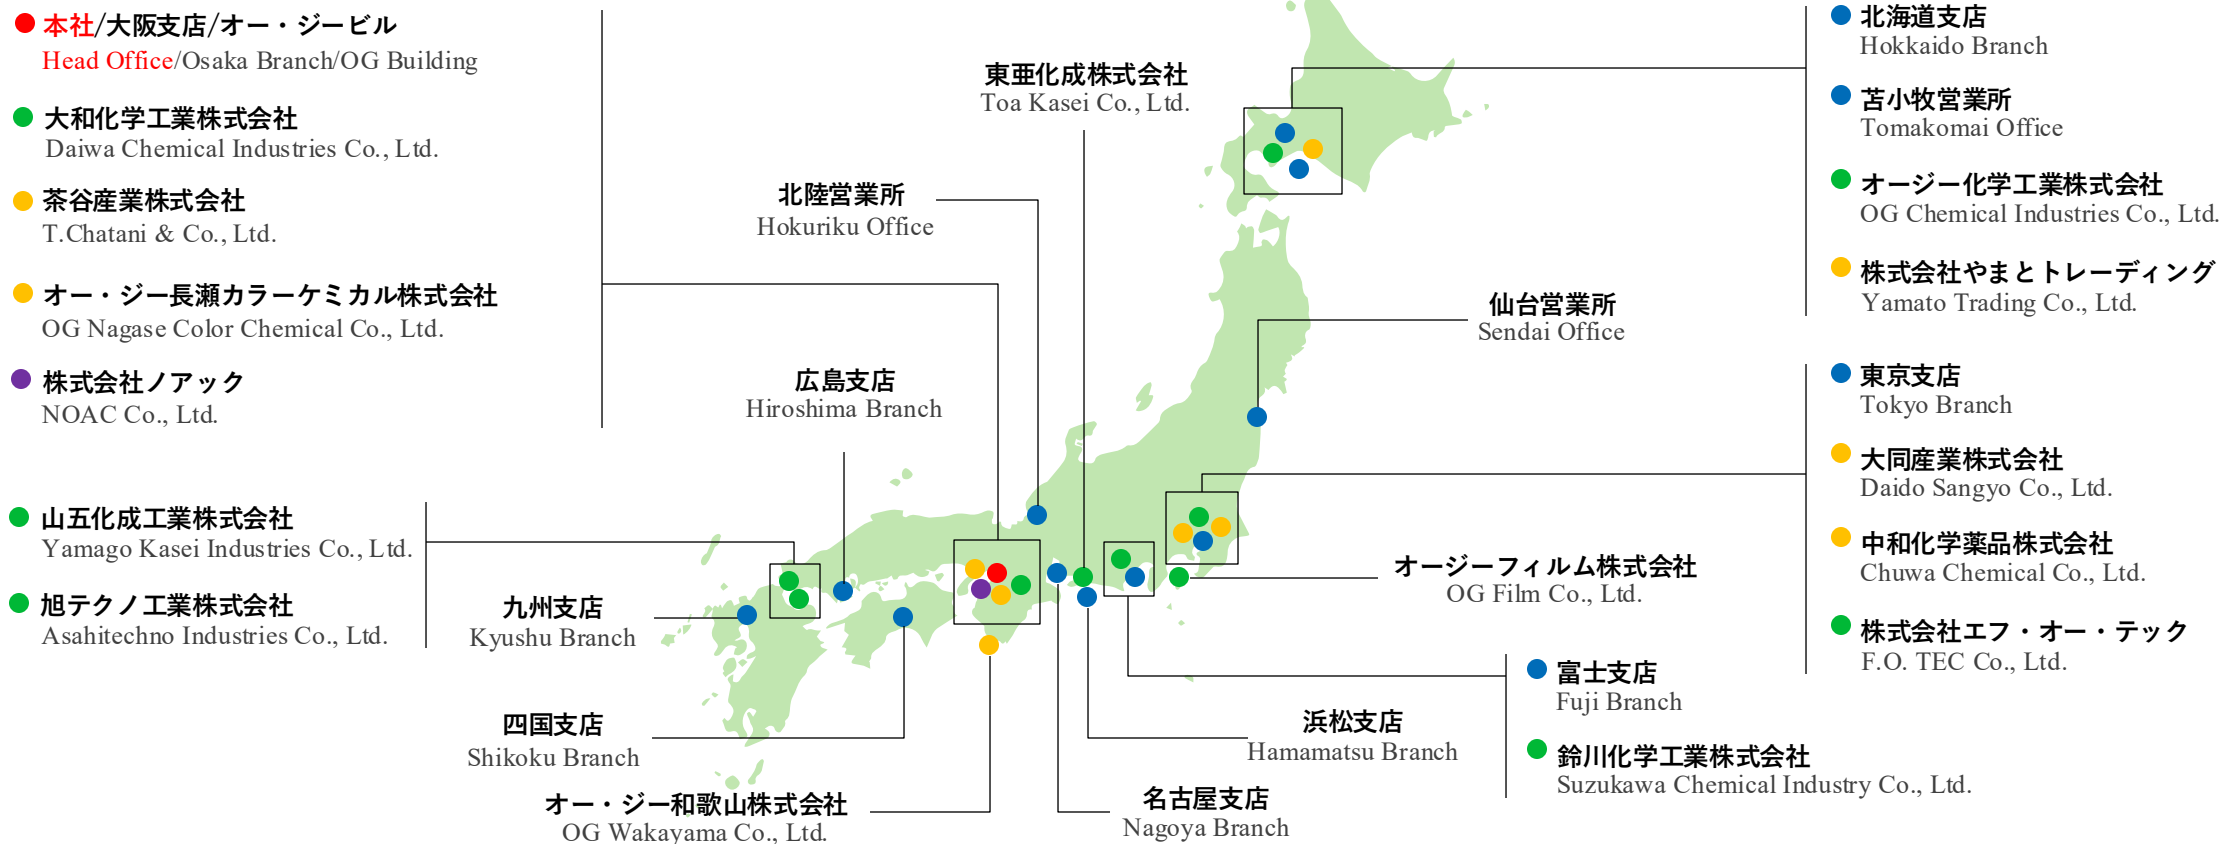 本社/大阪支店/オー・ジービル
Head Office/Osaka Branch/OG Building
大和化学工業株式会社
Daiwa Chemical Industries Co., Ltd.
茶谷産業株式会社
T.Chatani & Co., Ltd.
オー・ジー長瀬カラーケミカル株式会社
OG Nagase Color Chemical Co., Ltd.
株式会社ノアック
NOAC Co., Ltd.
山五化成工業株式会社
Yamago Kasei Industries Co., Ltd.
旭テクノ工業株式会社
Asahitechno Industries Co., Ltd.
東亜化成株式会社
Toa Kasei Co., Ltd.
北陸営業所
Hokuriku Office
広島支店
Hiroshima Branch
九州支店
Kyushu Branch
四国支店
Shikoku Branch
オー・ジー和歌山株式会社
OG Wakayama Co., Ltd.
名古屋支店
Nagoya Branch
浜松支店
Hamamatsu Branch
オージーフィルム株式会社
OG Film Co., Ltd.
仙台営業所
Sendai Office
北海道支店
Hokkaido Branch
苫小牧営業所
Tomakomai Office
オージー化学工業株式会社
OG Chemical Industries Co., Ltd.
株式会社やまとトレーディング
Yamato Trading Co., Ltd.
東京支店
Tokyo Branch
大同産業株式会社
Daido Sangyo Co., Ltd.
中和化学薬品株式会社
Chuwa Chemical Co., Ltd.
株式会社エフ・オー・テック
F.O. TEC Co., Ltd.
富士支店
Fuji Branch
鈴川化学工業株式会社
Suzukawa Chemical Industry Co., Ltd.